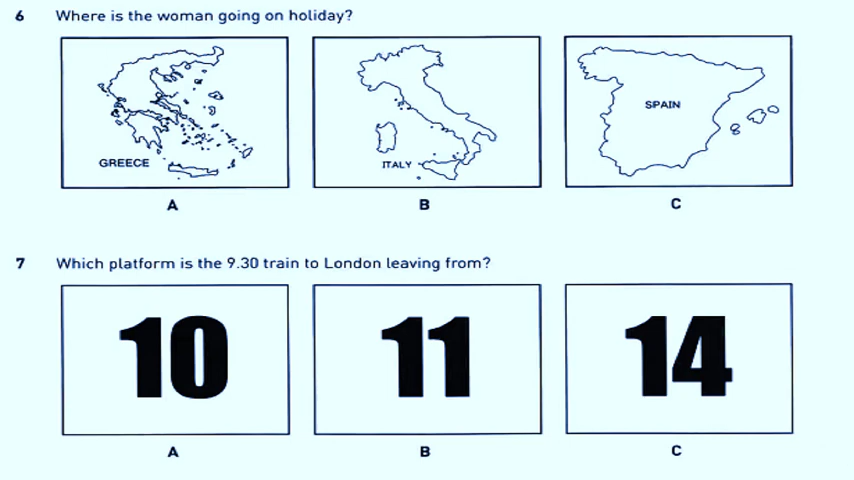 6 Where is the woman going on holiday?
GREECE
ITALY
SPAIN
A B C
7 Which platform is the 9.30 train to London leaving from?
10 11 14
A B C